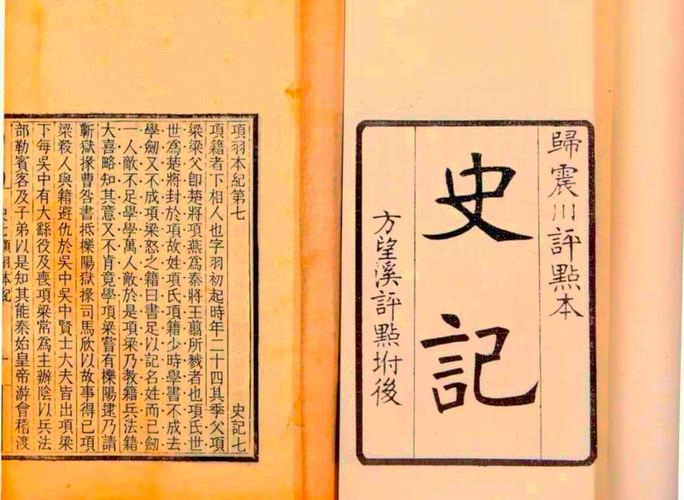 歸震川評點本
史記
方望溪評點坿後
項羽本紀第七 史記七
項籍者下相人也字羽初起時年二十四其季父項
梁梁父卽楚將項燕爲秦將王翦所戮者也項氏世
世爲楚將封於項故姓項氏項籍少時學書不成去
學劍又不成項梁怒之籍曰書足以記名姓而已劍
一人敵不足學學萬人敵於是項梁乃教籍兵法籍
大喜略知其意又不肯竟學項梁嘗有櫟陽逮乃請
蘄獄掾曹咎書抵櫟陽獄掾司馬欣以故事得已項
梁殺人與籍避仇於吳中吳中賢士大夫皆出項梁
下每吳中有大繇役及喪項梁常爲主辦陰以兵法
部勒賓客及子弟以是知其能秦始皇帝游會稽渡